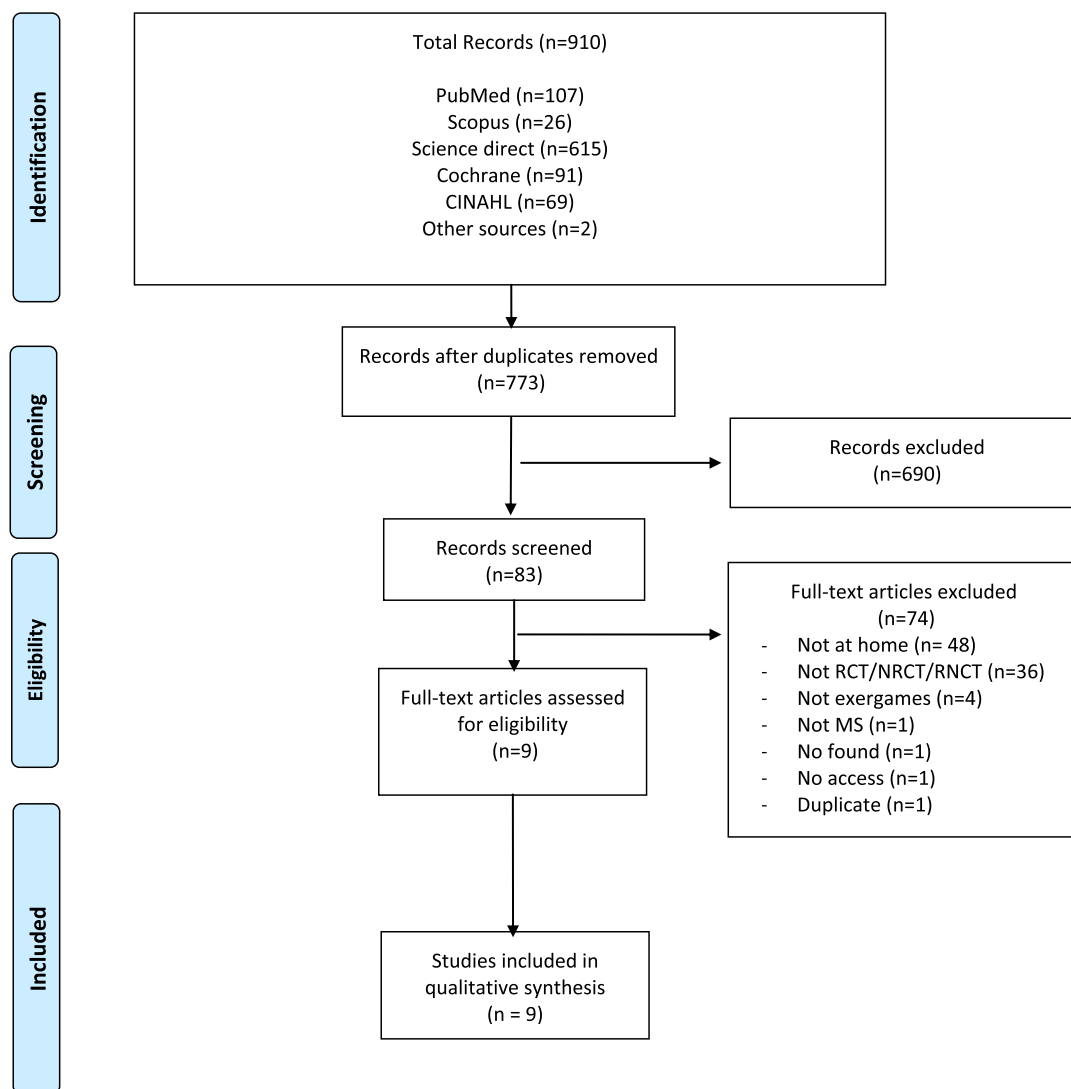 Identification
Total Records (n=910)
PubMed (n=107)
Scopus (n=26)
Science direct (n=615)
Cochrane (n=91)
CINAHL (n=69)
Other sources (n=2)
Screening
Records after duplicates removed
(n=773)
Records excluded
(n=690)
Records screened
(n=83)
Eligibility
Full-text articles excluded
(n=74)
- Not at home (n= 48)
- Not RCT/NRCT/RNCT (n=36)
- Not exergames (n=4)
- Not MS (n=1)
- No found (n=1)
- No access (n=1)
- Duplicate (n=1)
Full-text articles assessed
for eligibility
(n=9)
Included
Studies included in
qualitative synthesis
(n = 9)